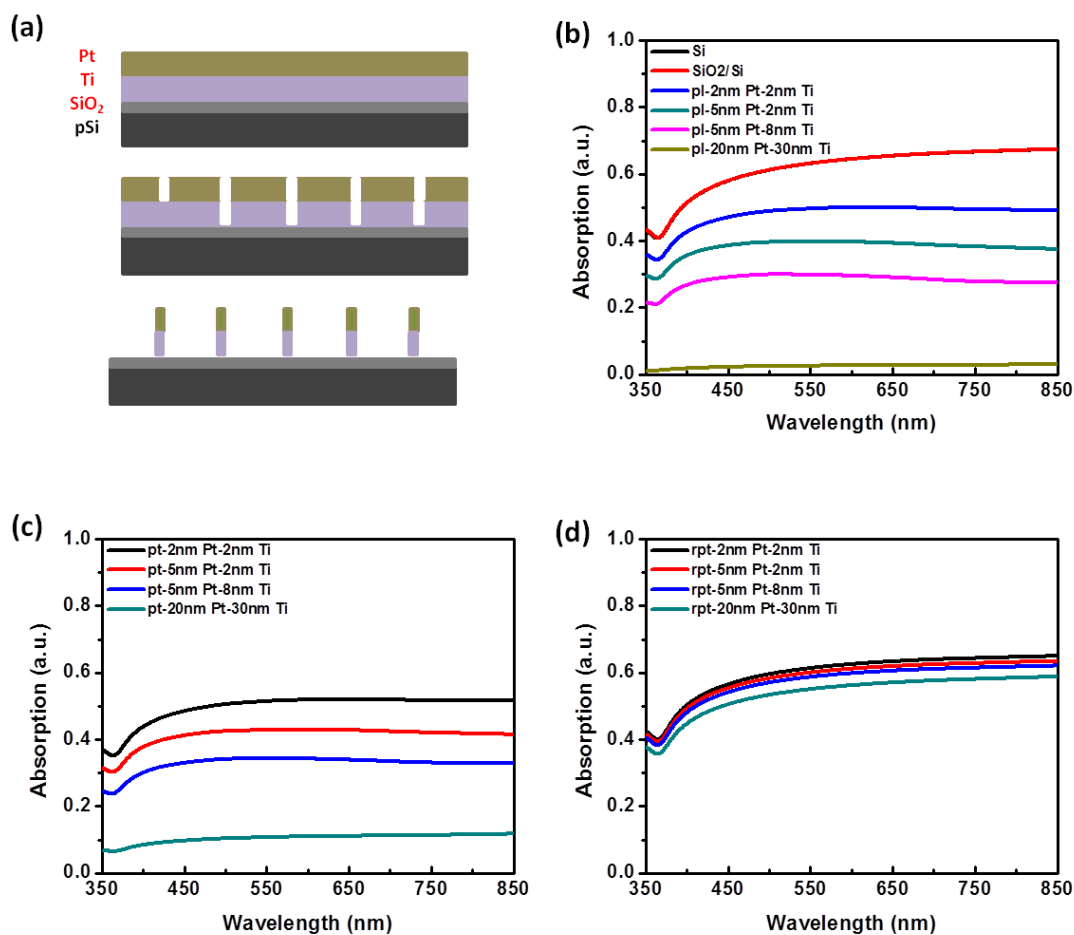 (a)
Pt
Ti
SiO₂
pSi
(b)
1.0
0.8
0.6
0.4
0.2
0.0
Absorption (a.u.)
Si
SiO2/Si
pl-2nm Pt-2nm Ti
pl-5nm Pt-2nm Ti
pl-5nm Pt-8nm Ti
pl-20nm Pt-30nm Ti
350 450 550 650 750 850
Wavelength (nm)
(c)
1.0
0.8
0.6
0.4
0.2
0.0
Absorption (a.u.)
pt-2nm Pt-2nm Ti
pt-5nm Pt-2nm Ti
pt-5nm Pt-8nm Ti
pt-20nm Pt-30nm Ti
350 450 550 650 750 850
Wavelength (nm)
(d)
1.0
0.8
0.6
0.4
0.2
0.0
Absorption (a.u.)
rpt-2nm Pt-2nm Ti
rpt-5nm Pt-2nm Ti
rpt-5nm Pt-8nm Ti
rpt-20nm Pt-30nm Ti
350 450 550 650 750 850
Wavelength (nm)